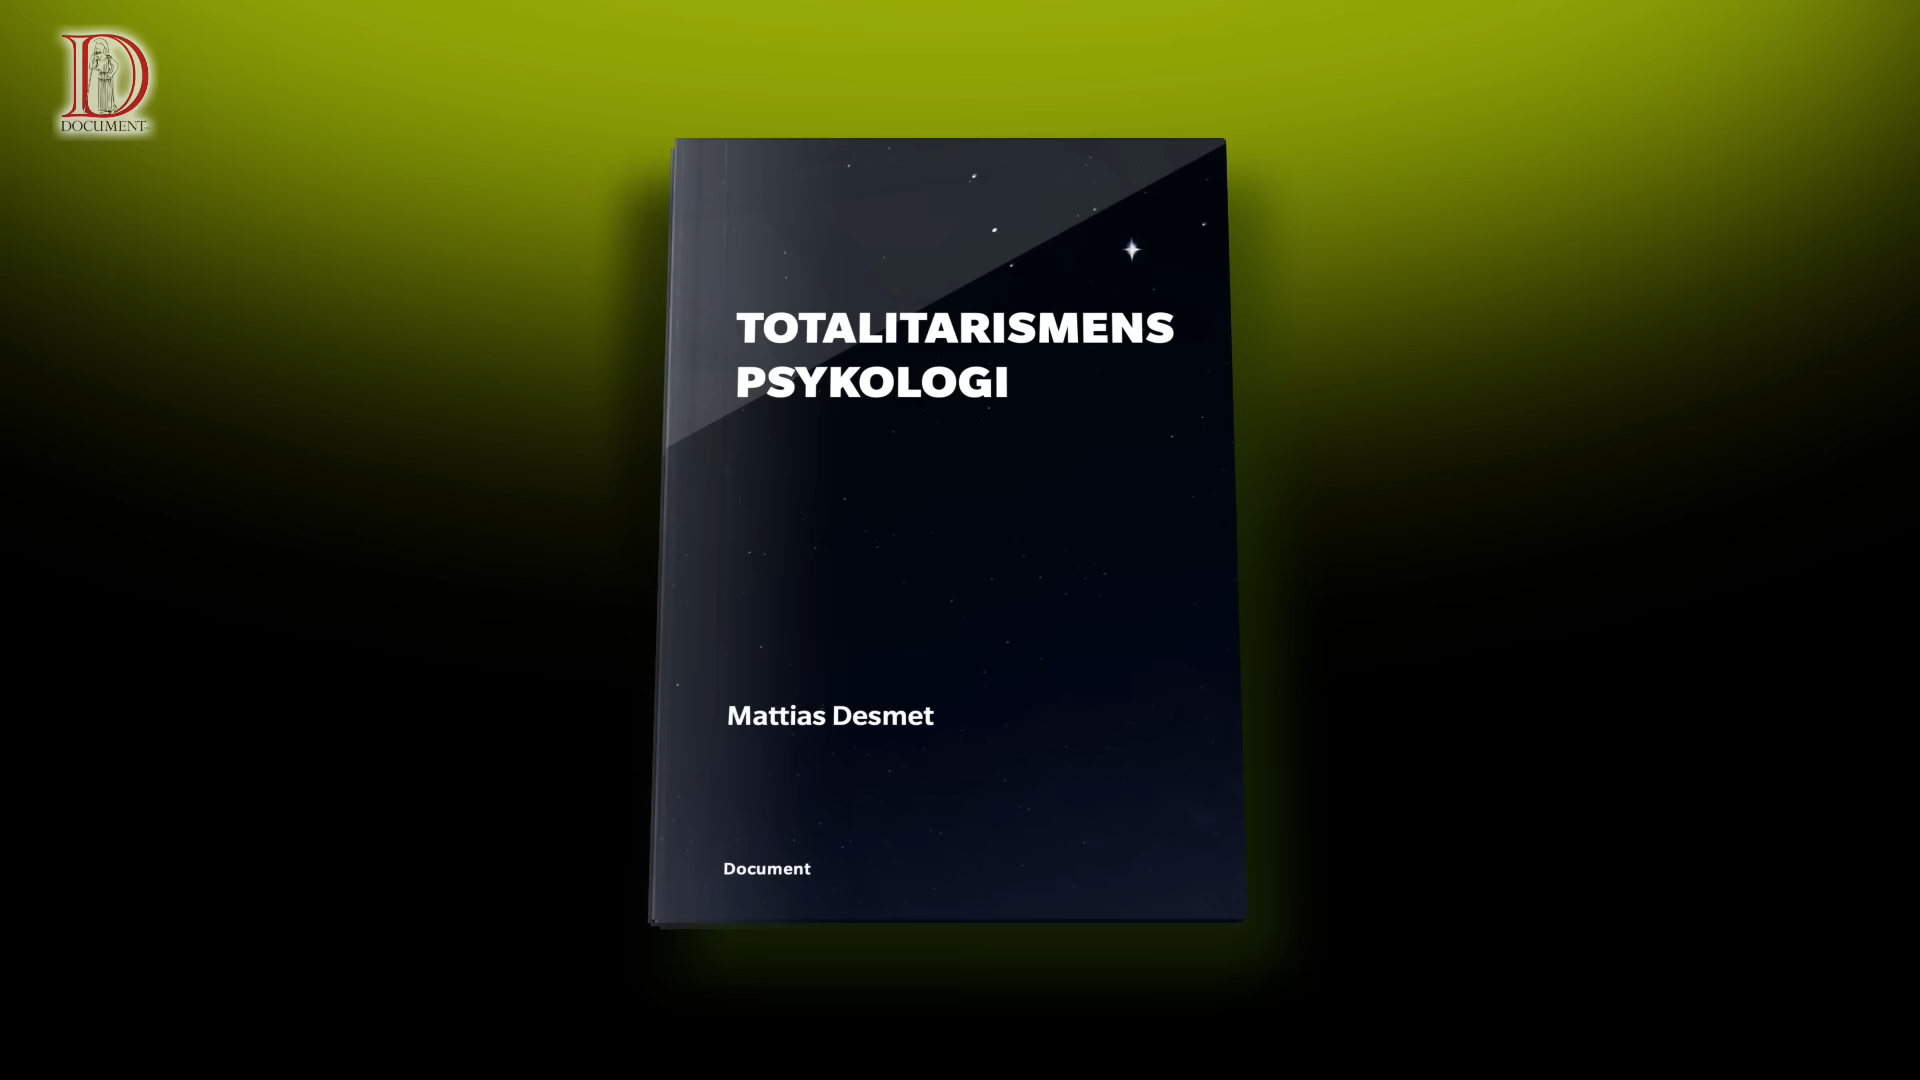 DOCUMENT
TOTALITARISMENS
PSYKOLOGI
Mattias Desmet
Document